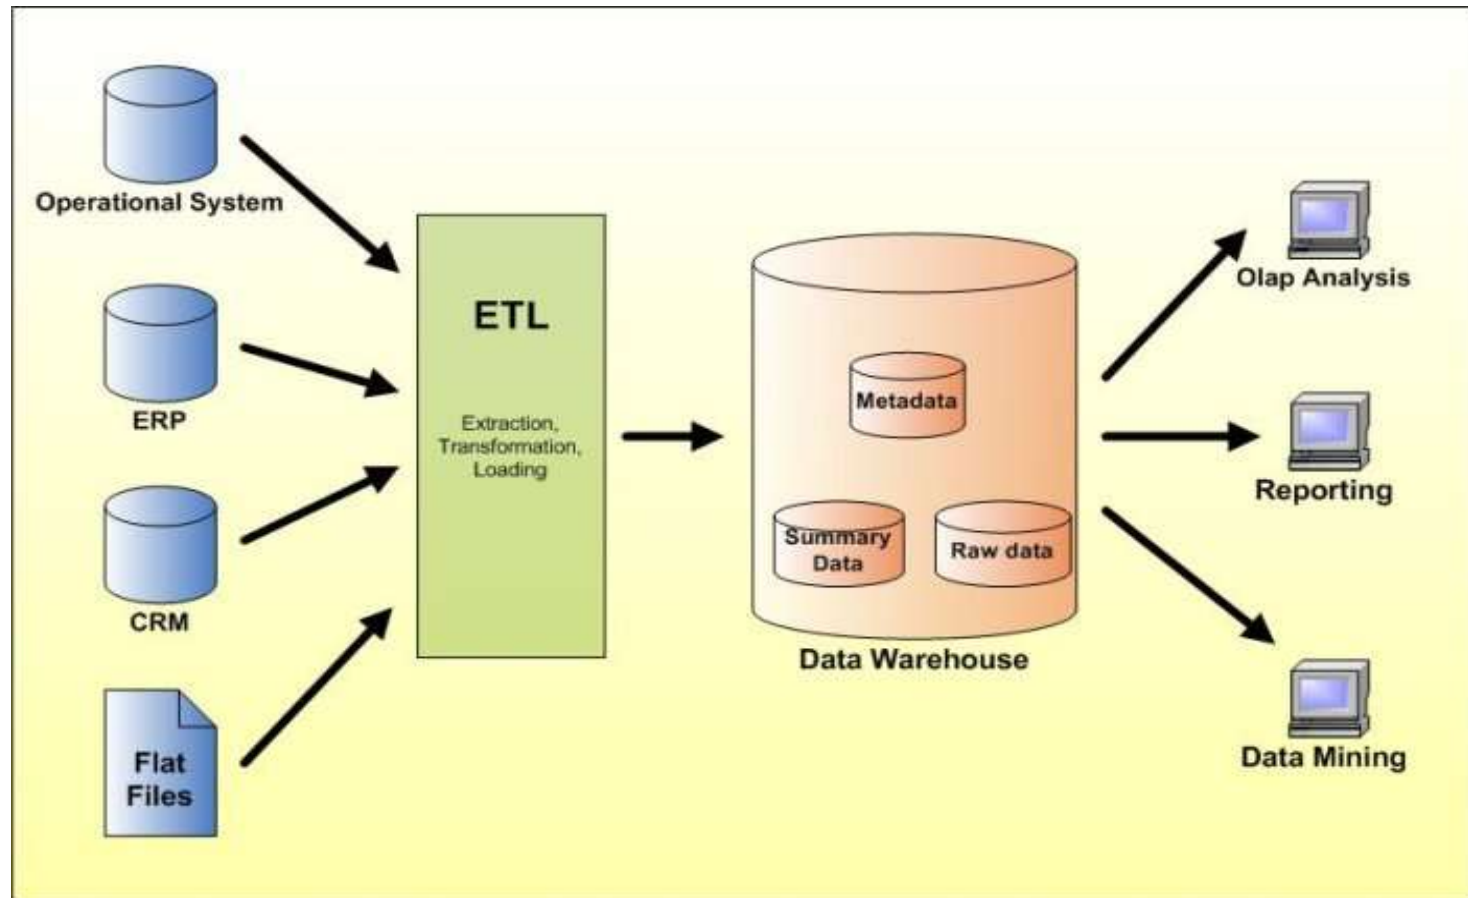 Operational System
ERP
CRM
Flat
Files
ETL
Extraction,
Transformation,
Loading
Metadata
Summary
Data
Raw data
Data Warehouse
Olap Analysis
Reporting
Data Mining